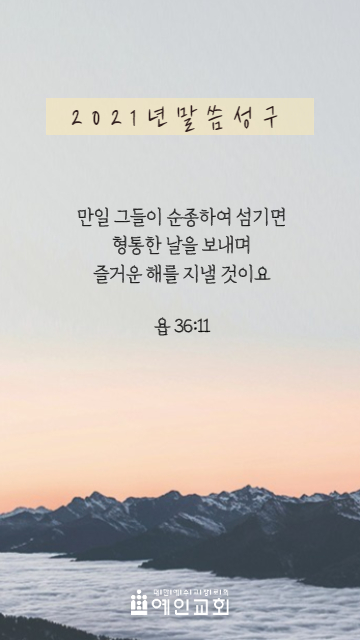 2021년말씀성구
만일 그들이 순종하여 섬기면
형통한 날을 보내며
즐거운 해를 지낼 것이요
욥 36:11
예인교회